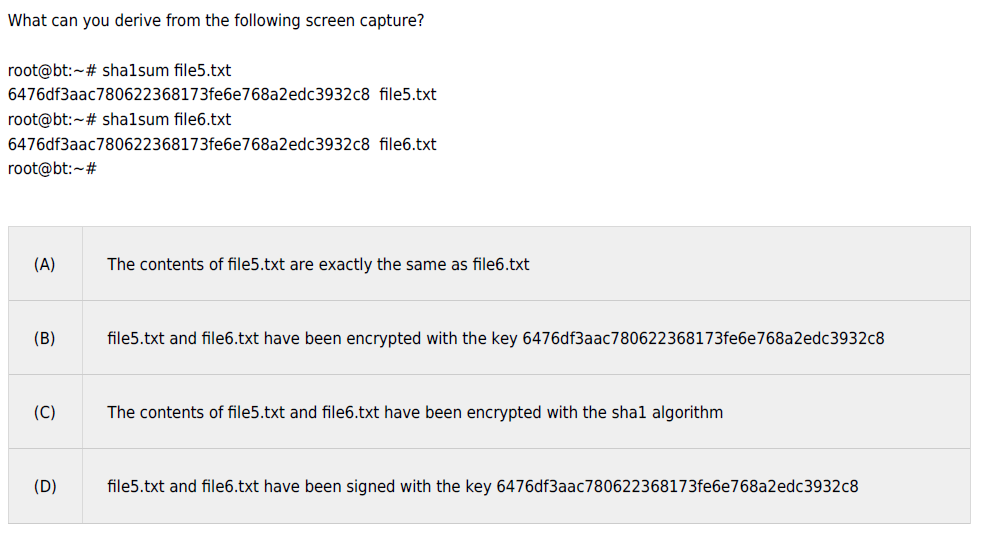 What can you derive from the following screen capture?
root@bt:~# sha1sum file5.txt
6476df3aac780622368173fe6e768a2edc3932c8  file5.txt
root@bt:~# sha1sum file6.txt
6476df3aac780622368173fe6e768a2edc3932c8  file6.txt
root@bt:~#
(A) The contents of file5.txt are exactly the same as file6.txt
(B) file5.txt and file6.txt have been encrypted with the key 6476df3aac780622368173fe6e768a2edc3932c8
(C) The contents of file5.txt and file6.txt have been encrypted with the sha1 algorithm
(D) file5.txt and file6.txt have been signed with the key 6476df3aac780622368173fe6e768a2edc3932c8